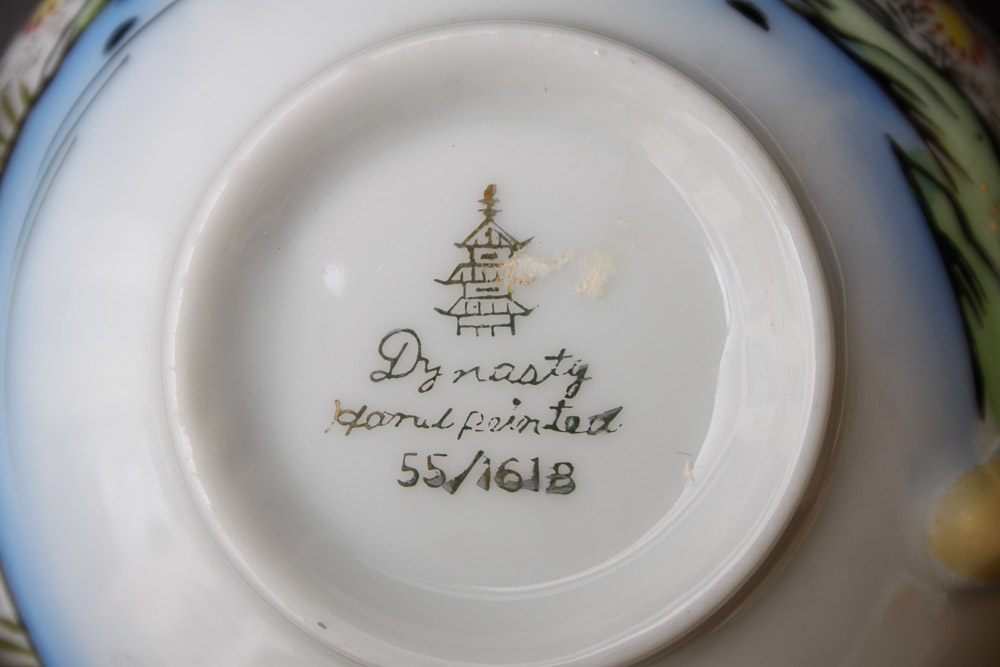 Dynasty
Hand painted
55/1618